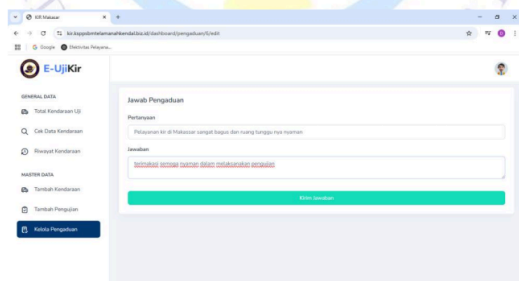 KIR Makassar
Google
E-UjiKir
GENERAL DATA
Total Kendaraan Uji
Cek Data Kendaraan
Riwayat Kendaraan
MASTER DATA
Tambah Kendaraan
Tambah Pengujian
Kelola Pengaduan
Jawab Pengaduan
Pertanyaan
Pelayanan kir di Makassar sangat bagus dan ruang tunggu nya nyaman
Jawaban
terimakasi semoga nyaman dalam melaksanakan pengujian
Kirim Jawaban